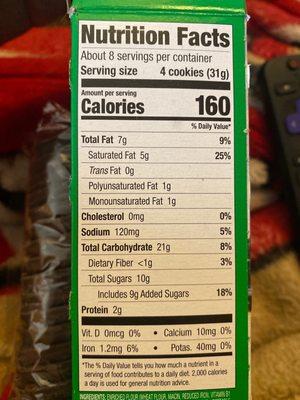 Nutrition Facts
About 8 servings per container
Serving size 4 cookies (31g)
Amount per serving
Calories 160
% Daily Value*
Total Fat 7g 9%
Saturated Fat 5g 25%
Trans Fat 0g
Polyunsaturated Fat 1g
Monounsaturated Fat 1g
Cholesterol 0mg 0%
Sodium 120mg 5%
Total Carbohydrate 21g 8%
Dietary Fiber <1g 3%
Total Sugars 10g
Includes 9g Added Sugars 18%
Protein 2g
Vit. D 0mcg 0% • Calcium 10mg 0%
Iron 1.2mg 6% • Potas. 40mg 0%
*The % Daily Value tells you how much a nutrient in a
serving of food contributes to a daily diet. 2,000 calories
a day is used for general nutrition advice.
INGREDIENTS: ENRICHED FLOUR (WHEAT FLOUR, NIACIN, REDUCED IRON, VITAMIN B1